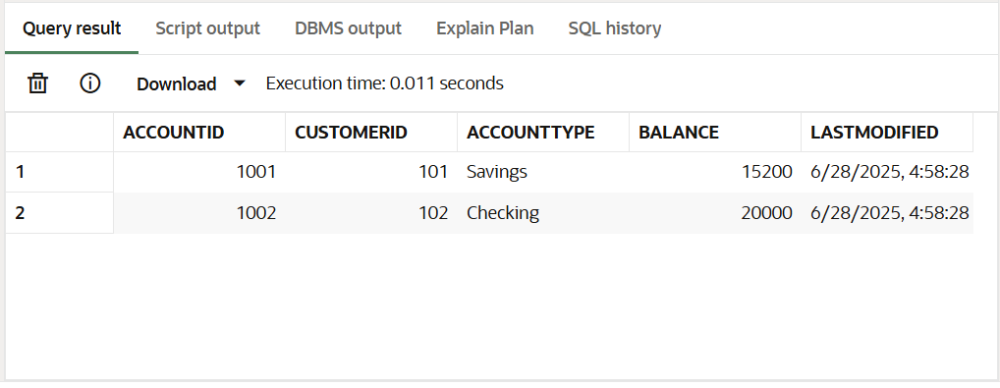 Query result Script output DBMS output Explain Plan SQL history
Download Execution time: 0.011 seconds
ACCOUNTID CUSTOMERID ACCOUNTTYPE BALANCE LASTMODIFIED
1 1001 101 Savings 15200 6/28/2025, 4:58:28
2 1002 102 Checking 20000 6/28/2025, 4:58:28